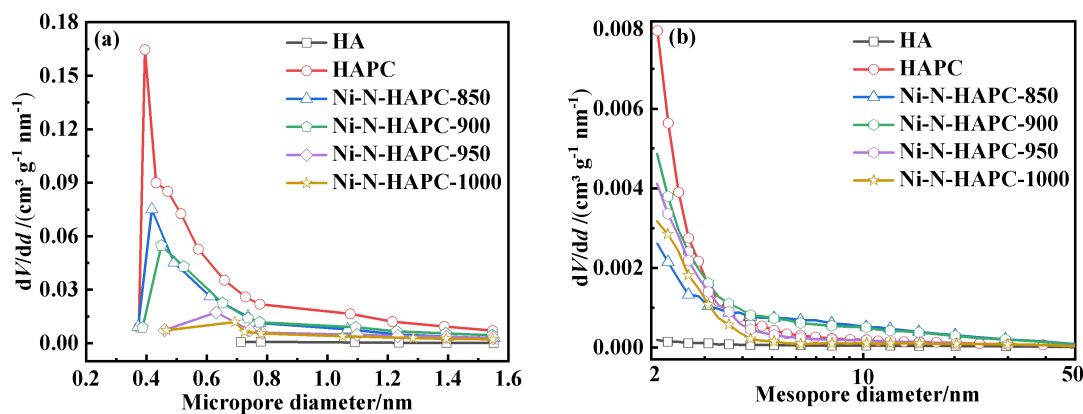 (a)
HA
HAPC
Ni-N-HAPC-850
Ni-N-HAPC-900
Ni-N-HAPC-950
Ni-N-HAPC-1000
0.18
0.15
0.12
0.09
0.06
0.03
0.00
dV/dd /(cm³ g⁻¹ nm⁻¹)
0.2 0.4 0.6 0.8 1.0 1.2 1.4 1.6
Micropore diameter/nm
(b)
HA
HAPC
Ni-N-HAPC-850
Ni-N-HAPC-900
Ni-N-HAPC-950
Ni-N-HAPC-1000
0.008
0.006
0.004
0.002
0.000
dV/dd /(cm³ g⁻¹ nm⁻¹)
2 10 50
Mesopore diameter/nm